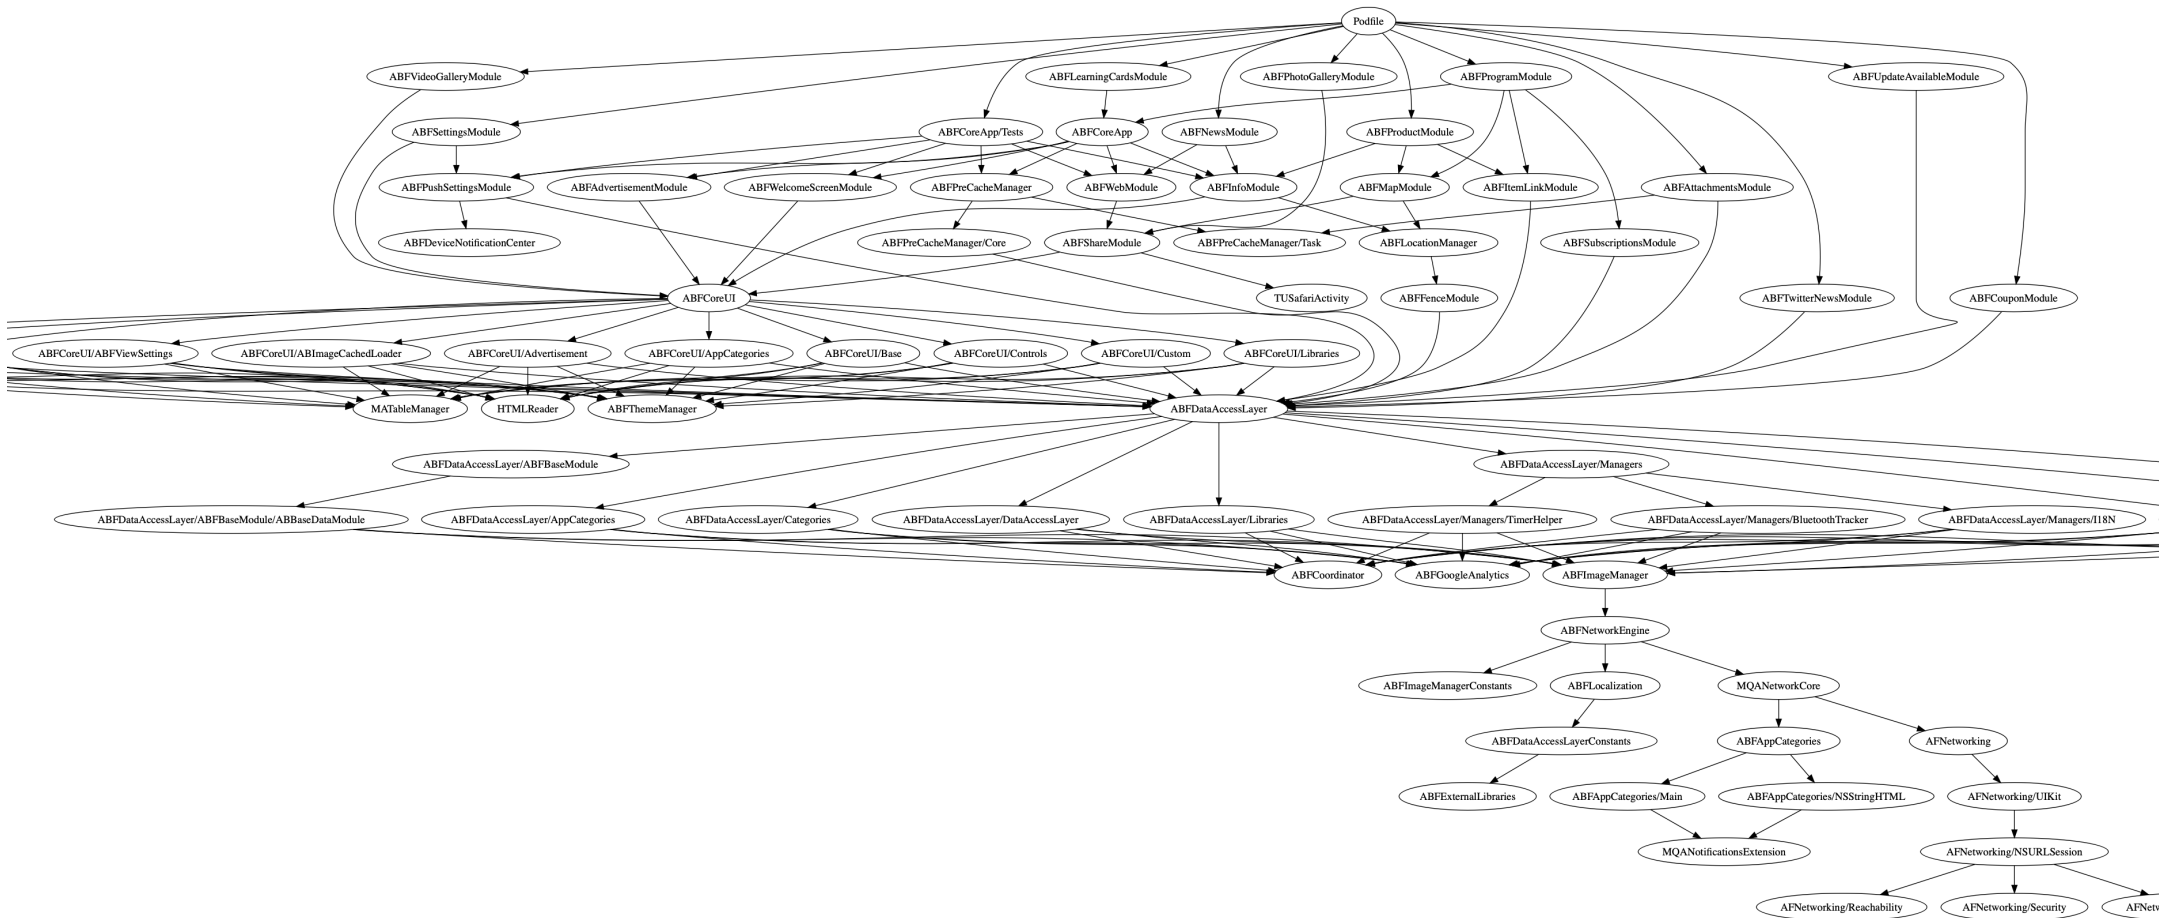 Podfile
ABFVideoGalleryModule
ABFLearningCardsModule
ABFPhotoGalleryModule
ABFProgramModule
ABFUpdateAvailableModule
ABFSettingsModule
ABFCoreApp/Tests
ABFCoreApp
ABFNewsModule
ABFProductModule
ABFPushSettingsModule
ABFAdvertisementModule
ABFWelcomeScreenModule
ABFPreCacheManager
ABFWebModule
ABFInfoModule
ABFMapModule
ABFItemLinkModule
ABFAttachmentsModule
ABFDeviceNotificationCenter
ABFPreCacheManager/Core
ABFShareModule
ABFPreCacheManager/Task
ABFLocationManager
ABFSubscriptionsModule
ABFCoreUI
TUSafariActivity
ABFFenceModule
ABFTwitterNewsModule
ABFCouponModule
ABFCoreUI/ABFViewSettings
ABFCoreUI/ABImageCachedLoader
ABFCoreUI/Advertisement
ABFCoreUI/AppCategories
ABFCoreUI/Base
ABFCoreUI/Controls
ABFCoreUI/Custom
ABFCoreUI/Libraries
MATableManager
HTMLReader
ABFThemeManager
ABFDataAccessLayer
ABFDataAccessLayer/ABFBaseModule
ABFDataAccessLayer/Managers
ABFDataAccessLayer/ABFBaseModule/ABBaseDataModule
ABFDataAccessLayer/AppCategories
ABFDataAccessLayer/Categories
ABFDataAccessLayer/DataAccessLayer
ABFDataAccessLayer/Libraries
ABFDataAccessLayer/Managers/TimerHelper
ABFDataAccessLayer/Managers/BluetoothTracker
ABFDataAccessLayer/Managers/I18N
ABFCoordinator
ABFGoogleAnalytics
ABFImageManager
ABFNetworkEngine
ABFImageManagerConstants
ABFLocalization
MQANetworkCore
ABFDataAccessLayerConstants
ABFAppCategories
AFNetworking
ABFExternalLibraries
ABFAppCategories/Main
ABFAppCategories/NSStringHTML
AFNetworking/UIKit
MQANotificationsExtension
AFNetworking/NSURLSession
AFNetworking/Reachability
AFNetworking/Security